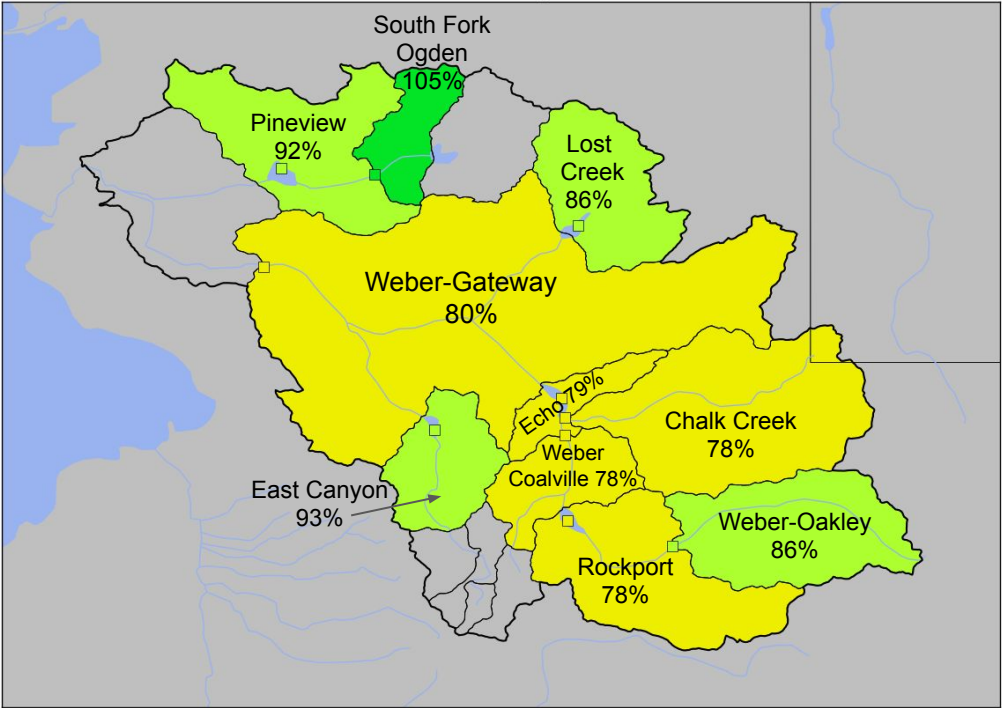 South Fork
Ogden
105%
Pineview
92%
Lost
Creek
86%
Weber-Gateway
80%
Echo 79%
Chalk Creek
78%
Weber
Coalville 78%
East Canyon
93%
Weber-Oakley
86%
Rockport
78%